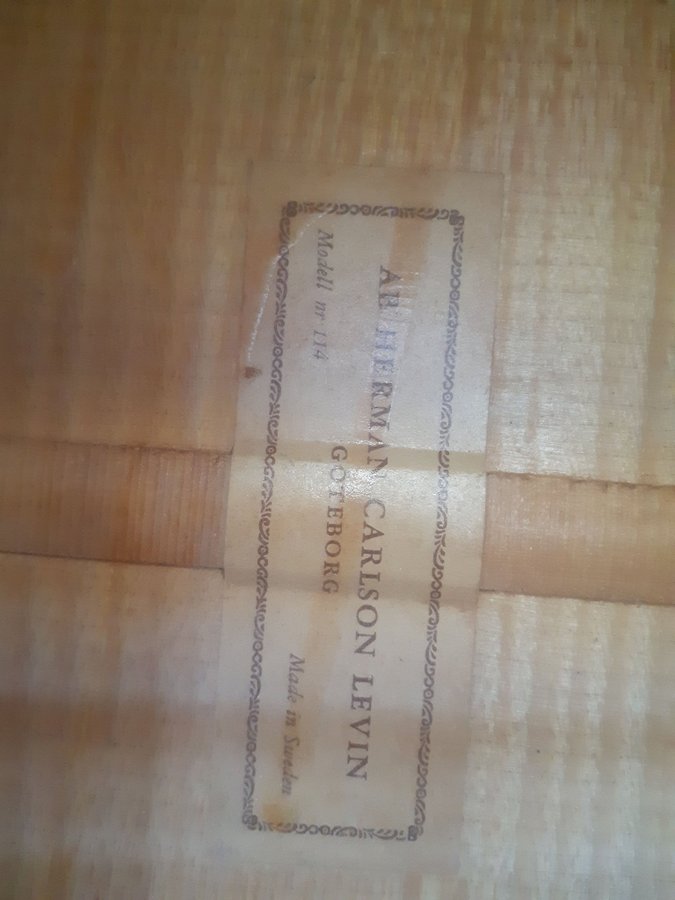 AB HERMAN CARLSON LEVIN
GÖTEBORG
Modell nr 114
Made in Sweden